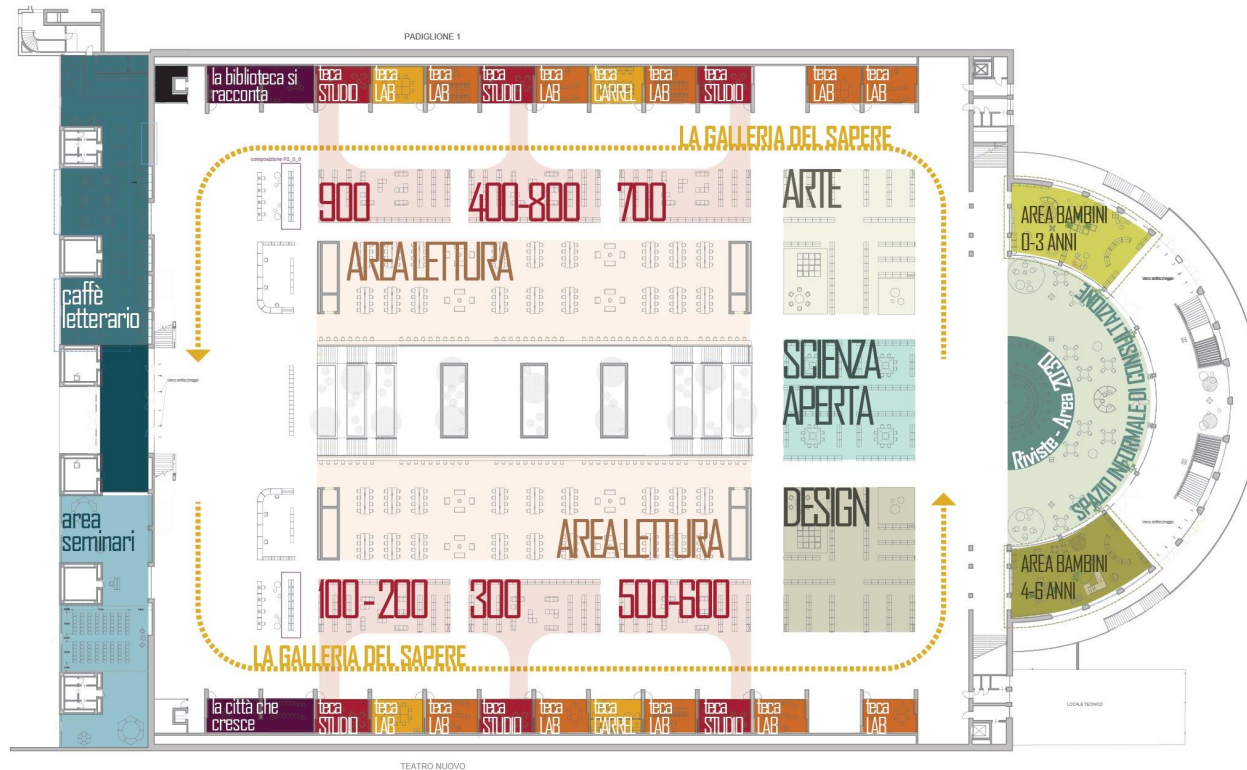 PADIGLIONE 1
la biblioteca si
racconta
teca
STUDIO
teca
LAB
teca
LAB
teca
STUDIO
teca
LAB
teca
CARREL
teca
LAB
teca
STUDIO
teca
LAB
teca
LAB
LA GALLERIA DEL SAPERE
composizione P2_0_0
900
400-800
700
ARTE
AREA BAMBINI
0-3 ANNI
AREA LETTURA
caffè
letterario
SCIENZA
APERTA
Riviste - Area 20.30
SPAZIO INFORMALE DI CONSULTAZIONE
area
seminari
AREA LETTURA
DESIGN
AREA BAMBINI
4-6 ANNI
100-200
300
500-600
LA GALLERIA DEL SAPERE
la città che
cresce
teca
STUDIO
teca
LAB
teca
LAB
teca
STUDIO
teca
LAB
teca
CARREL
teca
LAB
teca
STUDIO
teca
LAB
teca
LAB
LOCALE TECNICO
TEATRO NUOVO